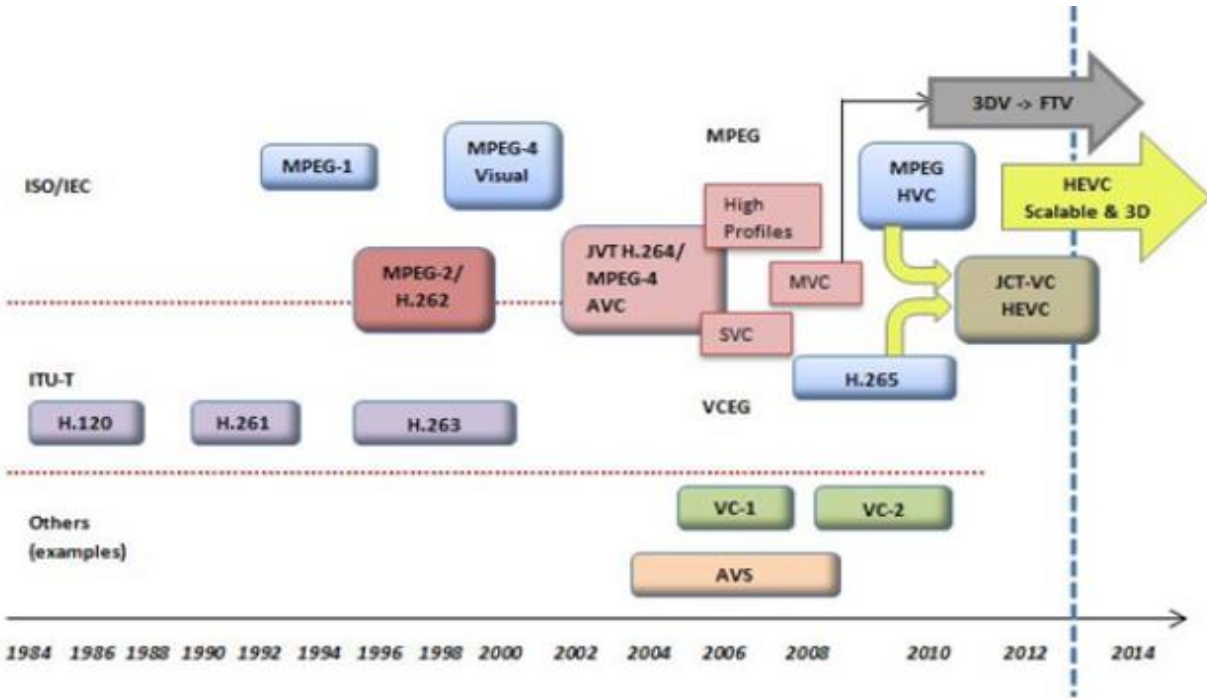 3DV -> FTV
MPEG
MPEG-1
MPEG-4
Visual
MPEG
HVC
ISO/IEC
HEVC
Scalable & 3D
High
Profiles
JVT H.264/
MPEG-4
AVC
MPEG-2/
H.262
MVC
JCT-VC
HEVC
SVC
ITU-T
H.265
VCEG
H.120
H.261
H.263
Others
(examples)
VC-1
VC-2
AVS
1984 1986 1988 1990 1992 1994 1996 1998 2000 2002 2004 2006 2008 2010 2012 2014